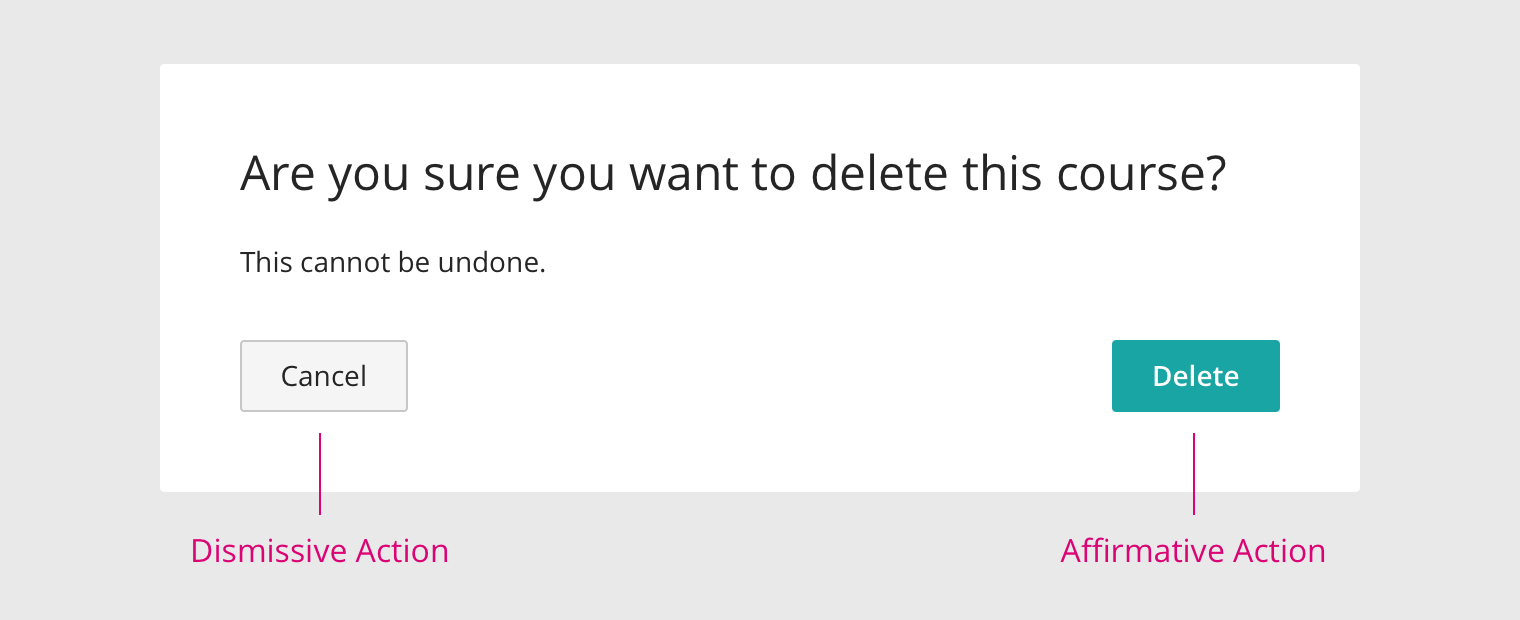 Are you sure you want to delete this course?
This cannot be undone.
Cancel
Delete
Dismissive Action
Affirmative Action